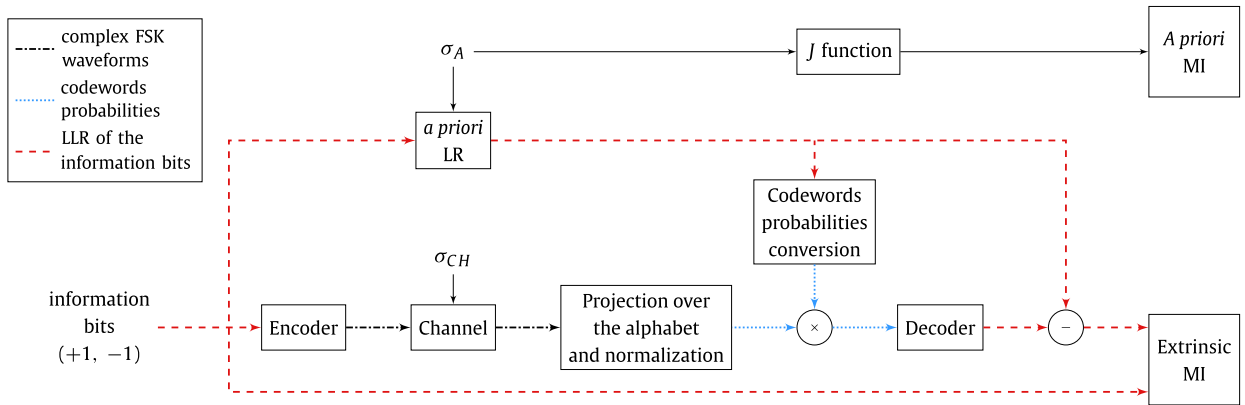 complex FSK
waveforms
codewords
probabilities
LLR of the
information bits
σ_A
J function
A priori
MI
a priori
LR
Codewords
probabilities
conversion
σ_CH
information
bits
(+1, −1)
Encoder
Channel
Projection over
the alphabet
and normalization
×
Decoder
−
Extrinsic
MI